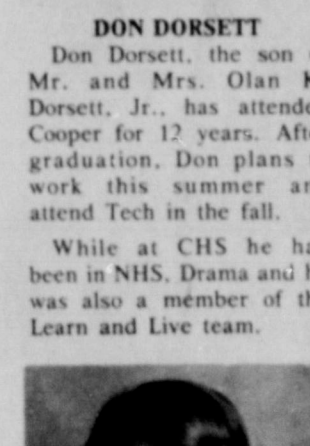 DON DORSETT
Don Dorsett, the son
Mr. and Mrs. Olan
Dorsett, Jr., has attende
Cooper for 12 years. Aft
graduation, Don plans
work this summer an
attend Tech in the fall.
While at CHS he ha
been in NHS, Drama and h
was also a member of th
Learn and Live team.